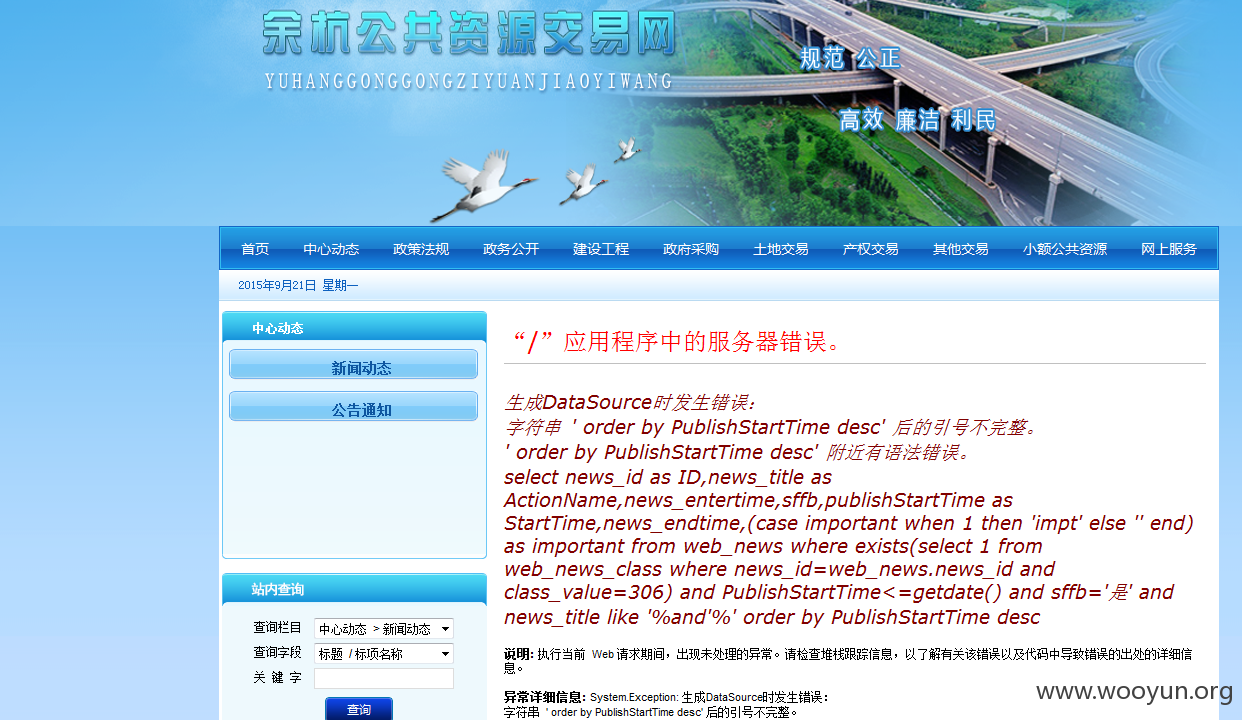 余杭公共资源交易网
YUHANGGONGGONGZIYUANJIAOYIWANG
规范 公正
高效 廉洁 利民
首页 中心动态 政策法规 政务公开 建设工程 政府采购 土地交易 产权交易 其他交易 小额公共资源 网上服务
2015年9月21日 星期一
中心动态
新闻动态
公告通知
站内查询
查询栏目 中心动态 > 新闻动态
查询字段 标题 / 标项名称
关 键 字
查询
“/”应用程序中的服务器错误。
生成DataSource时发生错误：
字符串 ' order by PublishStartTime desc' 后的引号不完整。
' order by PublishStartTime desc' 附近有语法错误。
select news_id as ID,news_title as
ActionName,news_entertime,sffb,publishStartTime as
StartTime,news_endtime,(case important when 1 then 'impt' else '' end)
as important from web_news where exists(select 1 from
web_news_class where news_id=web_news.news_id and
class_value=306) and PublishStartTime<=getdate() and sffb='是' and
news_title like '%and'%' order by PublishStartTime desc
说明: 执行当前 Web 请求期间，出现未处理的异常。请检查堆栈跟踪信息，以了解有关该错误以及代码中导致错误的出处的详细信
息。
异常详细信息: System.Exception: 生成DataSource时发生错误：
字符串 ' order by PublishStartTime desc' 后的引号不完整。
www.wooyun.org